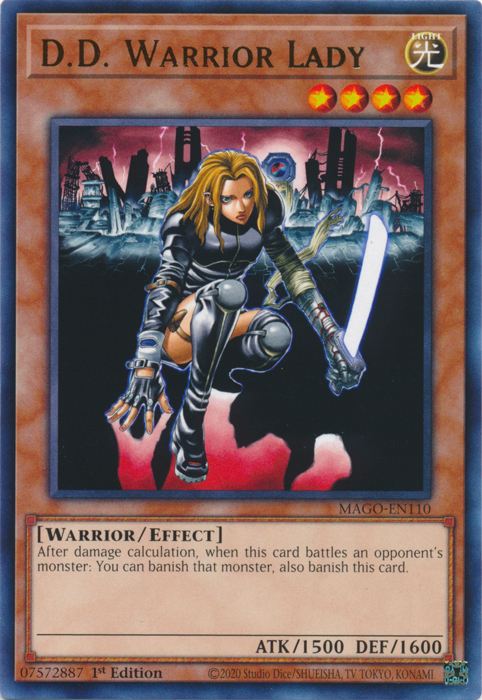 D.D. Warrior Lady
LIGHT
光
MAGO-EN110
[Warrior/Effect]
After damage calculation, when this card battles an opponent's
monster: You can banish that monster, also banish this card.
ATK/1500 DEF/1600
07572887 1st Edition ©2020 Studio Dice/SHUEISHA, TV TOKYO, KONAMI